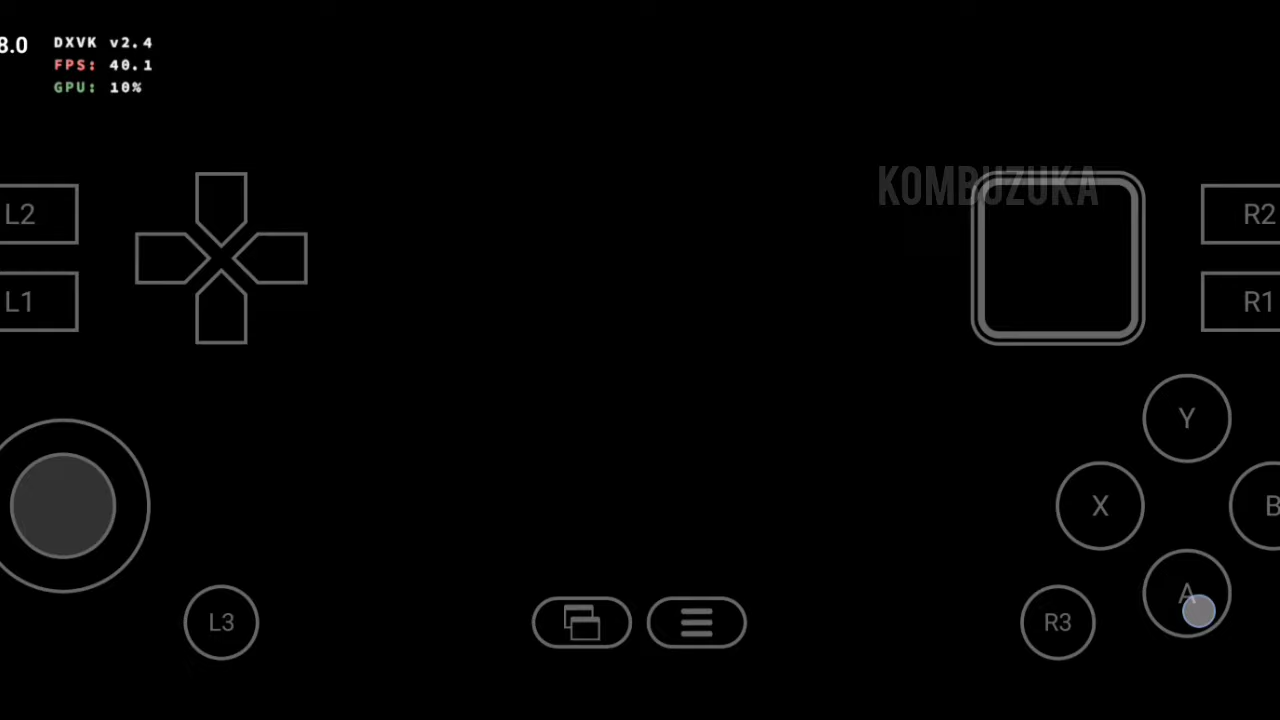 8.0
DXVK v2.4
FPS: 40.1
GPU: 10%
KOMBUZUKA
L2
R2
L1
R1
Y
X
B
A
L3
R3